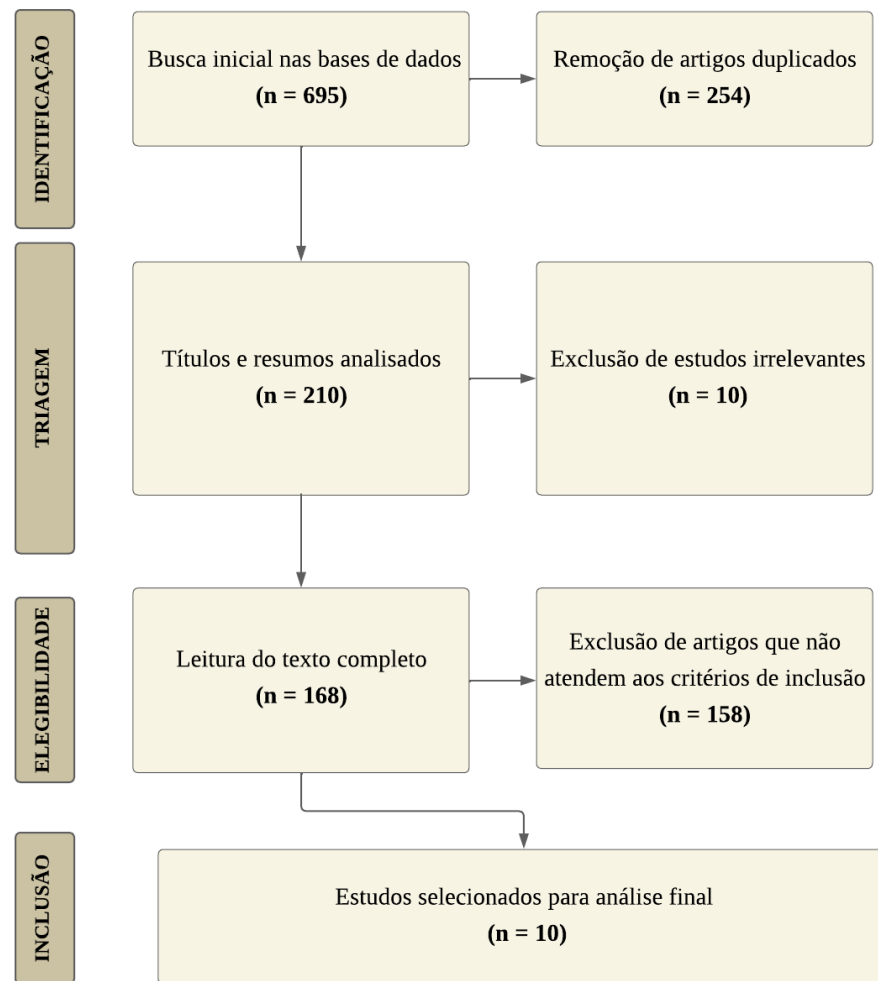 IDENTIFICAÇÃO
Busca inicial nas bases de dados
(n = 695)
Remoção de artigos duplicados
(n = 254)
TRIAGEM
Títulos e resumos analisados
(n = 210)
Exclusão de estudos irrelevantes
(n = 10)
ELEGIBILIDADE
Leitura do texto completo
(n = 168)
Exclusão de artigos que não
atendem aos critérios de inclusão
(n = 158)
INCLUSÃO
Estudos selecionados para análise final
(n = 10)